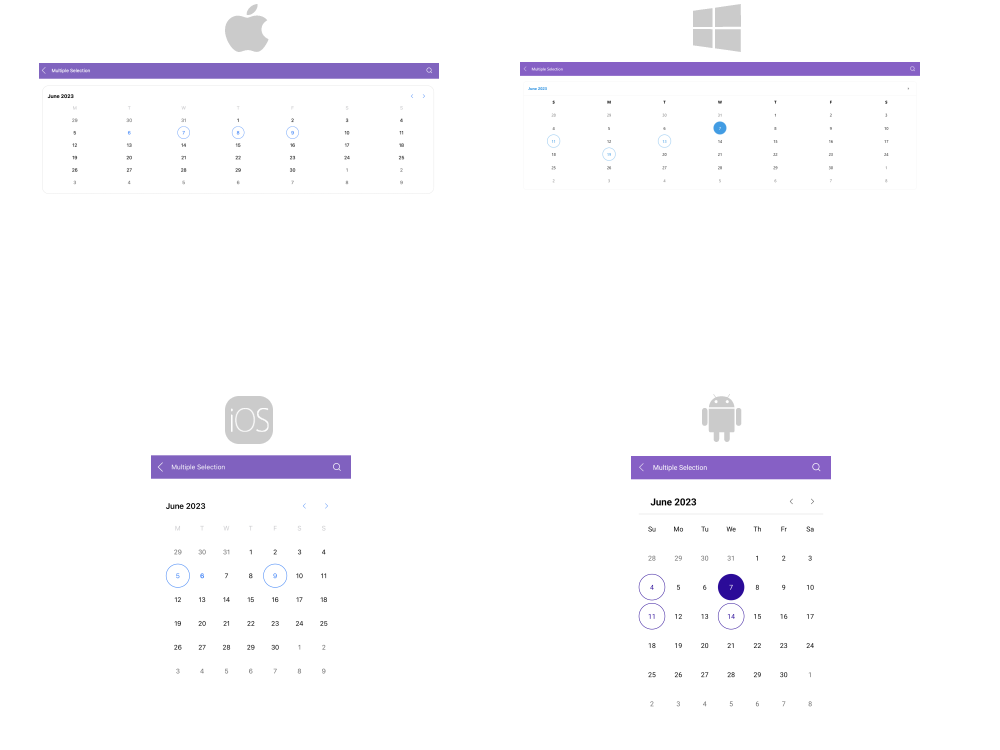 Multiple Selection
June 2023
M T W T F S S
29 30 31 1 2 3 4
5 6 7 8 9 10 11
12 13 14 15 16 17 18
19 20 21 22 23 24 25
26 27 28 29 30 1 2
3 4 5 6 7 8 9
Multiple Selection
June 2023
S M T W T F S
28 29 30 31 1 2 3
4 5 6 7 8 9 10
11 12 13 14 15 16 17
18 19 20 21 22 23 24
25 26 27 28 29 30 1
2 3 4 5 6 7 8
iOS
Multiple Selection
June 2023
M T W T F S S
29 30 31 1 2 3 4
5 6 7 8 9 10 11
12 13 14 15 16 17 18
19 20 21 22 23 24 25
26 27 28 29 30 1 2
3 4 5 6 7 8 9
Multiple Selection
June 2023
Su Mo Tu We Th Fr Sa
28 29 30 31 1 2 3
4 5 6 7 8 9 10
11 12 13 14 15 16 17
18 19 20 21 22 23 24
25 26 27 28 29 30 1
2 3 4 5 6 7 8